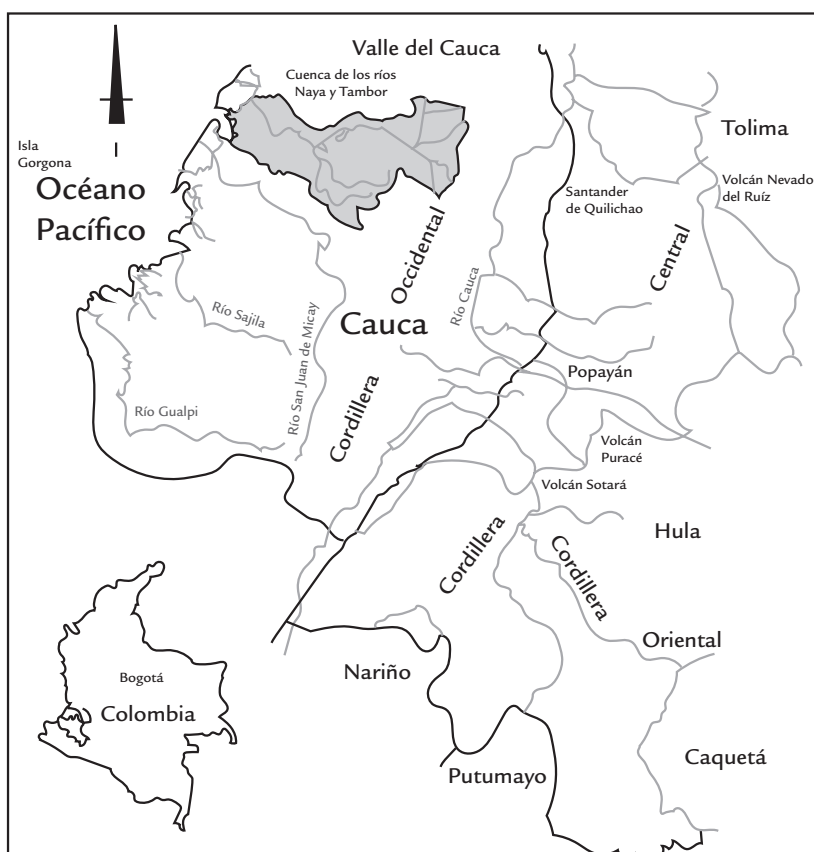 Valle del Cauca
Cuenca de los ríos
Naya y Tambor
Tolima
Isla
Gorgona
Océano
Pacífico
Volcán Nevado
del Ruíz
Santander
de Quilichao
Occidental
Central
Río Cauca
Río Sajila
Cauca
Río San Juan de Micay
Popayán
Cordillera
Río Gualpi
Volcán
Puracé
Volcán Sotará
Cordillera
Hula
Cordillera
Oriental
Nariño
Bogotá
Colombia
Putumayo
Caquetá